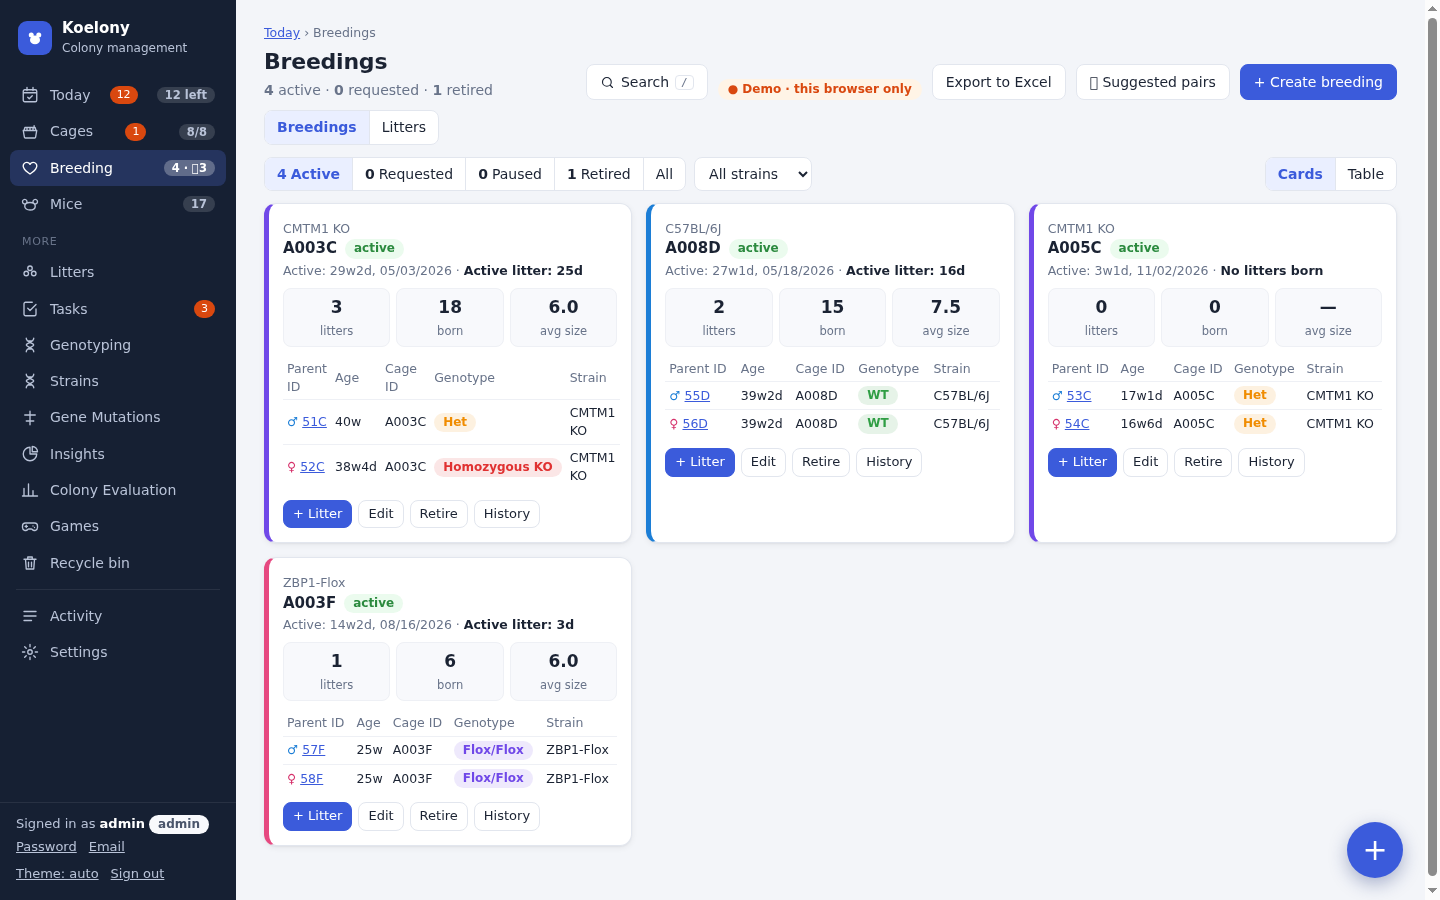 Koelony
Colony management
Today 12 12 left
Cages 1 8/8
Breeding 4 · 3
Mice 17
MORE
Litters
Tasks 3
Genotyping
Strains
Gene Mutations
Insights
Colony Evaluation
Games
Recycle bin
Activity
Settings
Signed in as admin admin
Password Email
Theme: auto Sign out
Today › Breedings
Breedings
4 active · 0 requested · 1 retired
Search /
Demo · this browser only
Export to Excel
Suggested pairs
+ Create breeding
Breedings Litters
4 Active 0 Requested 0 Paused 1 Retired All All strains
Cards Table
CMTM1 KO
A003C active
Active: 29w2d, 05/03/2026 · Active litter: 25d
3 18 6.0
litters born avg size
Parent ID Age Cage ID Genotype Strain
♂ 51C 40w A003C Het CMTM1 KO
♀ 52C 38w4d A003C Homozygous KO CMTM1 KO
+ Litter Edit Retire History
C57BL/6J
A008D active
Active: 27w1d, 05/18/2026 · Active litter: 16d
2 15 7.5
litters born avg size
Parent ID Age Cage ID Genotype Strain
♂ 55D 39w2d A008D WT C57BL/6J
♀ 56D 39w2d A008D WT C57BL/6J
+ Litter Edit Retire History
CMTM1 KO
A005C active
Active: 3w1d, 11/02/2026 · No litters born
0 0 —
litters born avg size
Parent ID Age Cage ID Genotype Strain
♂ 53C 17w1d A005C Het CMTM1 KO
♀ 54C 16w6d A005C Het CMTM1 KO
+ Litter Edit Retire History
ZBP1-Flox
A003F active
Active: 14w2d, 08/16/2026 · Active litter: 3d
1 6 6.0
litters born avg size
Parent ID Age Cage ID Genotype Strain
♂ 57F 25w A003F Flox/Flox ZBP1-Flox
♀ 58F 25w A003F Flox/Flox ZBP1-Flox
+ Litter Edit Retire History
+